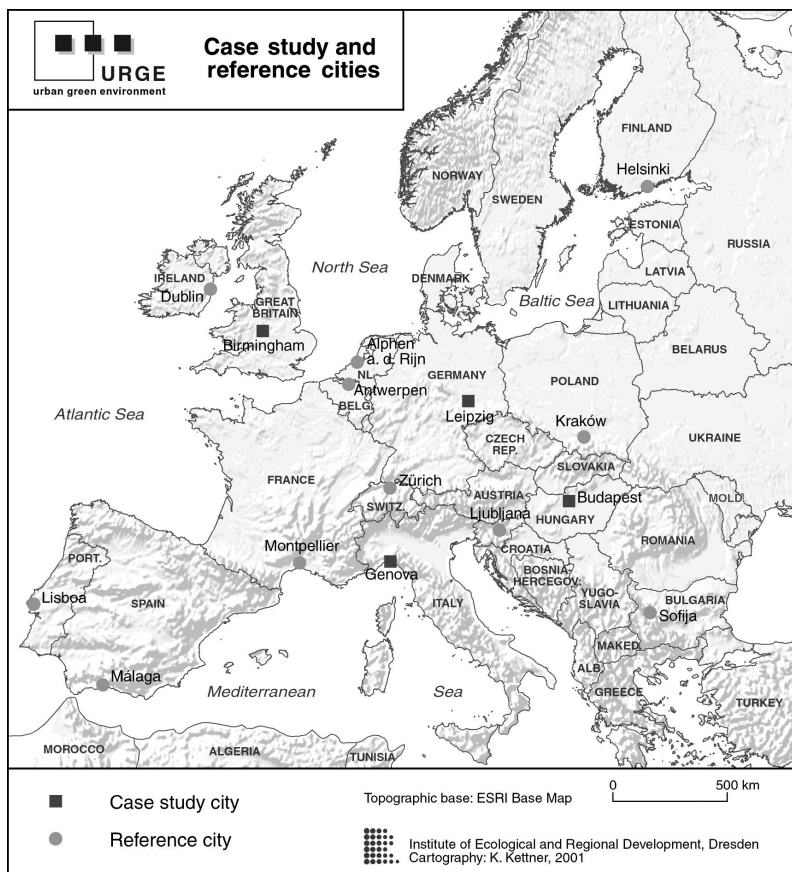 URGE
urban green environment
Case study and
reference cities
FINLAND
Helsinki
NORWAY
SWEDEN
ESTONIA
RUSSIA
North Sea
LATVIA
IRELAND
DENMARK
Dublin
Baltic Sea
LITHUANIA
GREAT
BRITAIN
Birmingham
Alphen
a. d. Rijn
BELARUS
NL
GERMANY
POLAND
Antwerpen
BELG.
Atlantic Sea
Leipzig
Kraków
UKRAINE
CZECH
REP.
SLOVAKIA
FRANCE
Zürich
AUSTRIA
Budapest
MOLD.
SWITZ.
Ljubljana
HUNGARY
ROMANIA
Montpellier
CROATIA
PORT.
Genova
BOSNIA-
HERCEGOV.
YUGO-
SLAVIA
Lisboa
SPAIN
ITALY
BULGARIA
Sofija
MAKED.
Málaga
ALB.
Mediterranean
Sea
GREECE
TURKEY
MOROCCO
ALGERIA
TUNISIA
Case study city
Reference city
Topographic base: ESRI Base Map
0 500 km
Institute of Ecological and Regional Development, Dresden
Cartography: K. Kettner, 2001